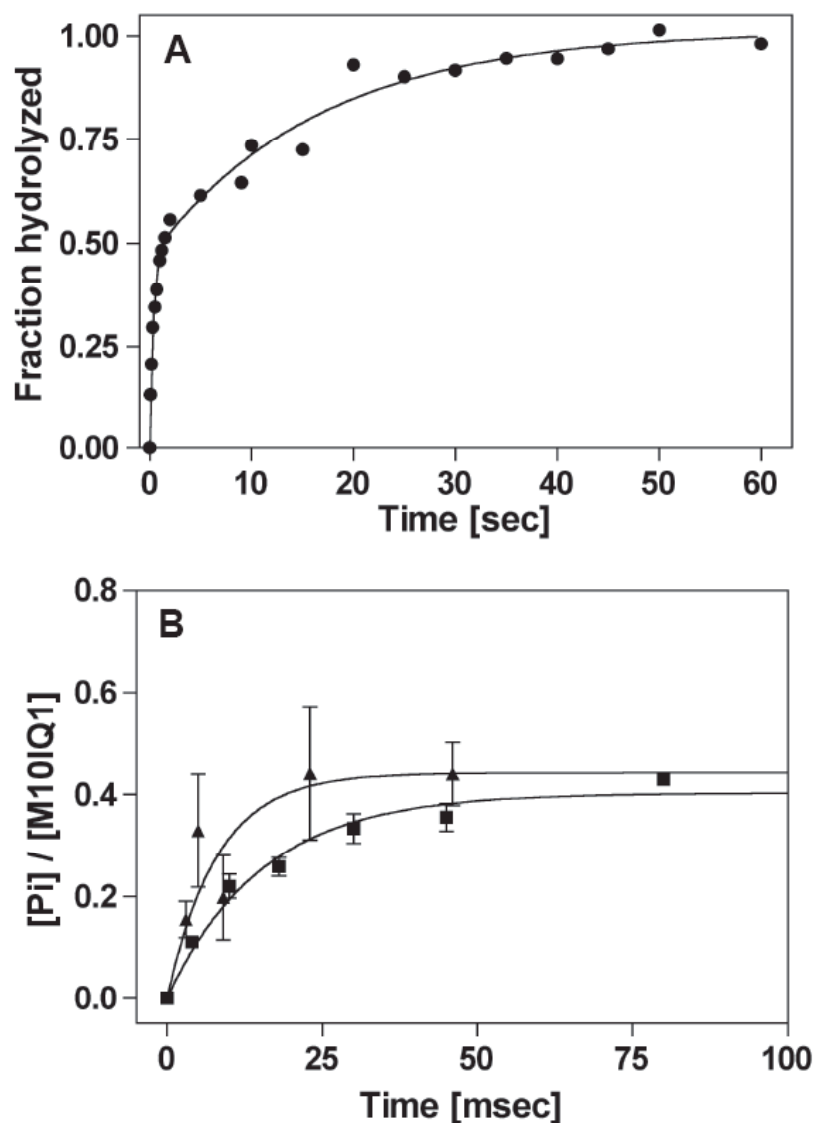 A
Fraction hydrolyzed
1.00
0.75
0.50
0.25
0.00
0 10 20 30 40 50 60
Time [sec]
B
[Pi] / [M10IQ1]
0.8
0.6
0.4
0.2
0.0
0 25 50 75 100
Time [msec]